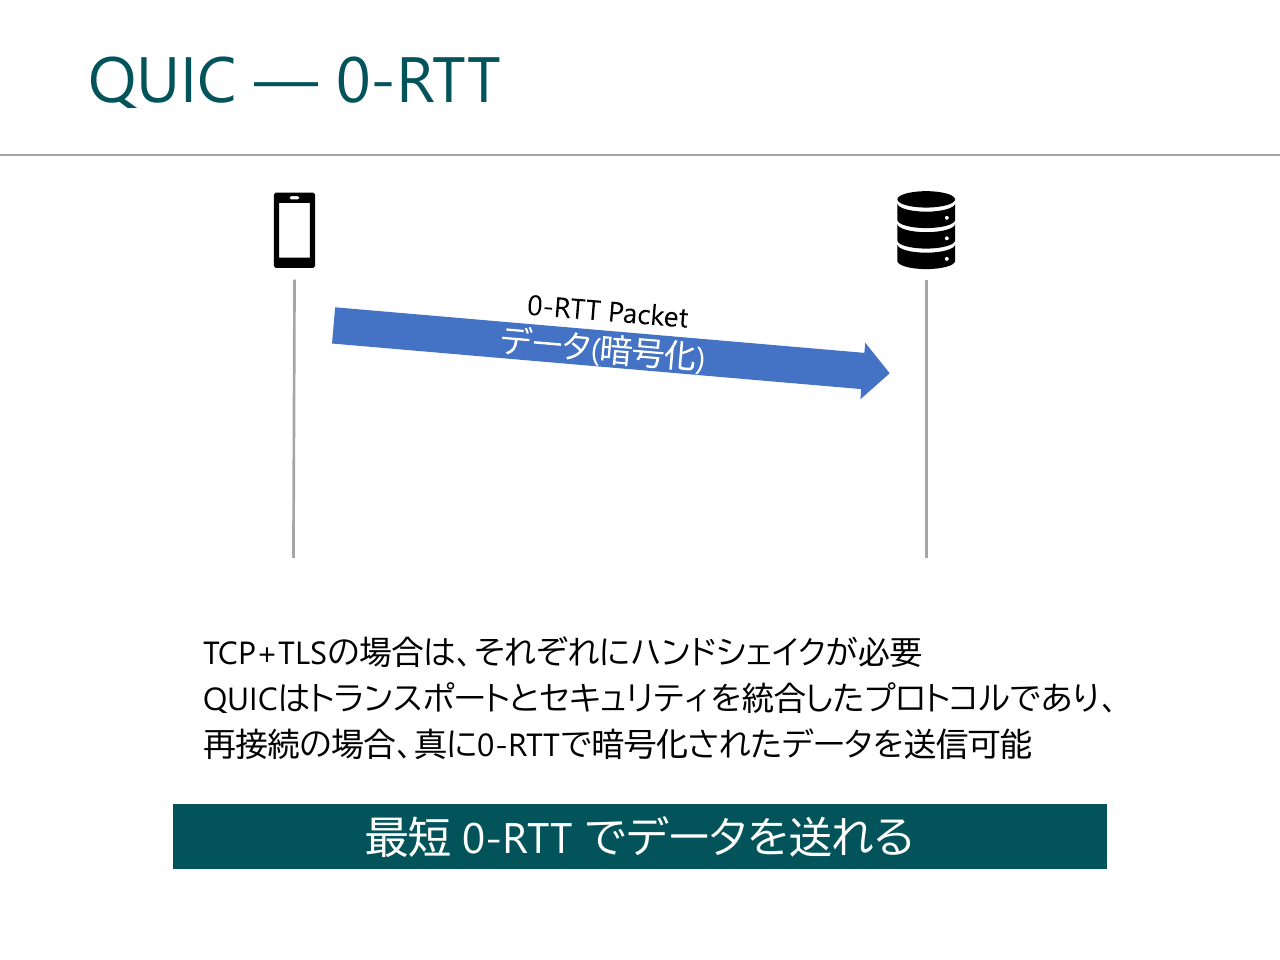 QUIC — 0-RTT
0-RTT Packet
データ(暗号化)
TCP+TLSの場合は、それぞれにハンドシェイクが必要
QUICはトランスポートとセキュリティを統合したプロトコルであり、
再接続の場合、真に0-RTTで暗号化されたデータを送信可能
最短 0-RTT でデータを送れる